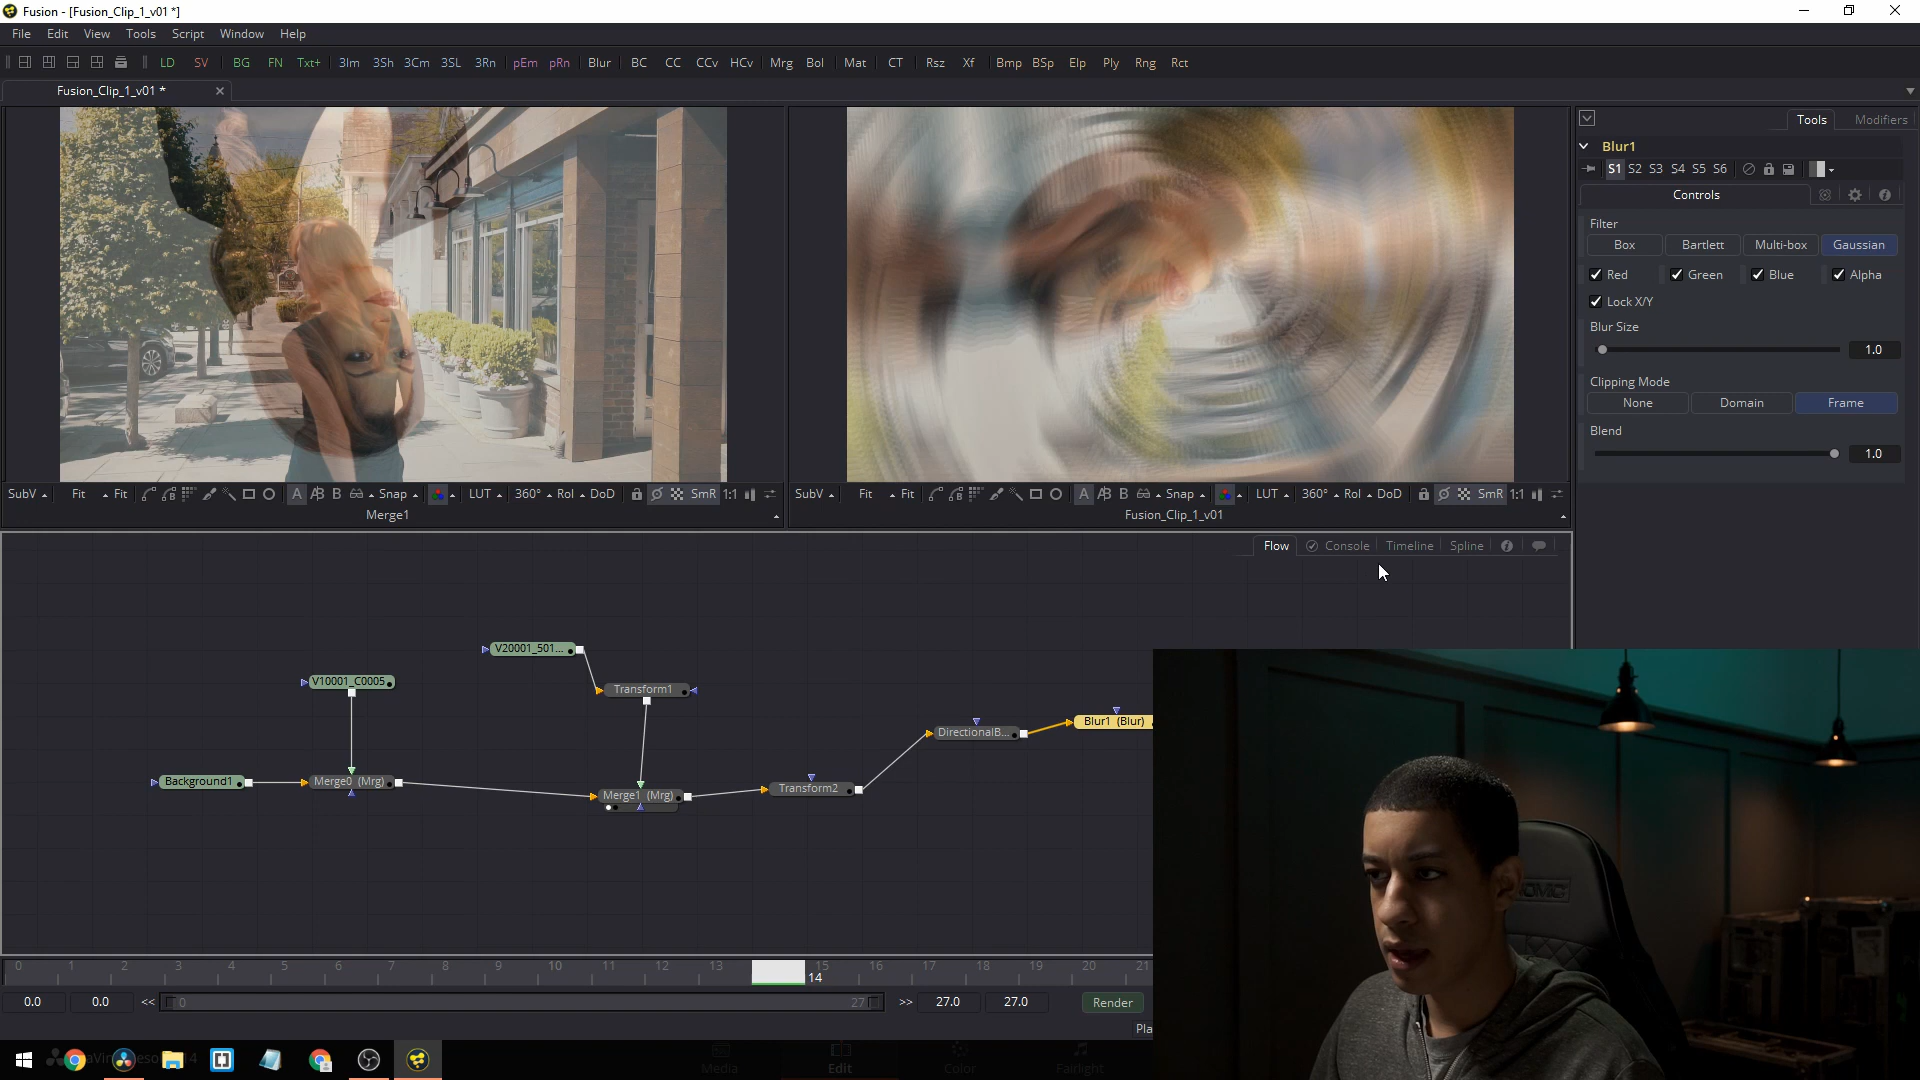 Fusion - [Fusion_Clip_1_v01 *]
File Edit View Tools Script Window Help
LD SV BG FN Txt+ 3Im 3Sh 3Cm 3SL 3Rn pEm pRn Blur BC CC CCv HCv Mrg Bol Mat CT Rsz Xf Bmp BSp Elp Ply Rng Rct
Fusion_Clip_1_v01 *
Tools Modifiers
Blur1
S1 S2 S3 S4 S5 S6
Controls
Filter
Box Bartlett Multi-box Gaussian
Red Green Blue Alpha
Lock X/Y
Blur Size
1.0
Clipping Mode
None Domain Frame
Blend
1.0
SubV Fit Fit A A/B B Snap LUT 360° RoI DoD SmR 1:1
SubV Fit Fit A A/B B Snap LUT 360° RoI DoD SmR 1:1
Merge1
Fusion_Clip_1_v01
Flow Console Timeline Spline
V20001_501...
V10001_C0005
Transform1
Blur1 (Blur)
DirectionalB...
Background1
Merge0 (Mrg)
Transform2
Merge1 (Mrg)
OMG
0 1 2 3 4 5 6 7 8 9 10 11 12 13 15 16 17 18 19 20 21
14
0.0 0.0 << 0 27 >> 27.0 27.0 Render
Pla
Media Edit Color Fairlight